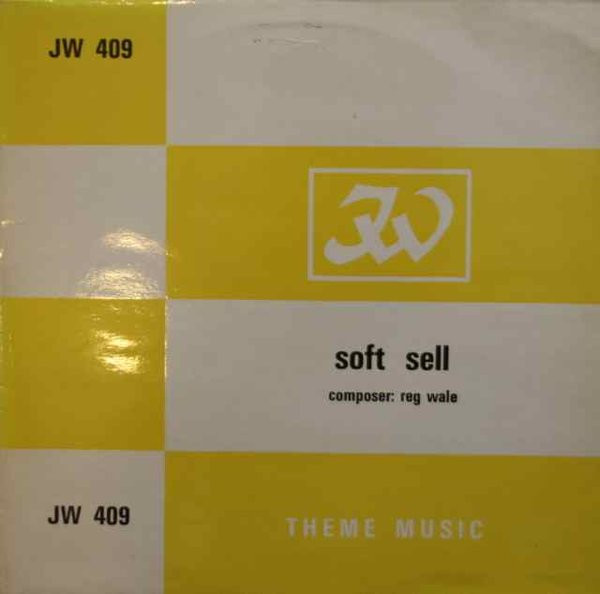 JW 409
JW
soft sell
composer: reg wale
JW 409
THEME MUSIC